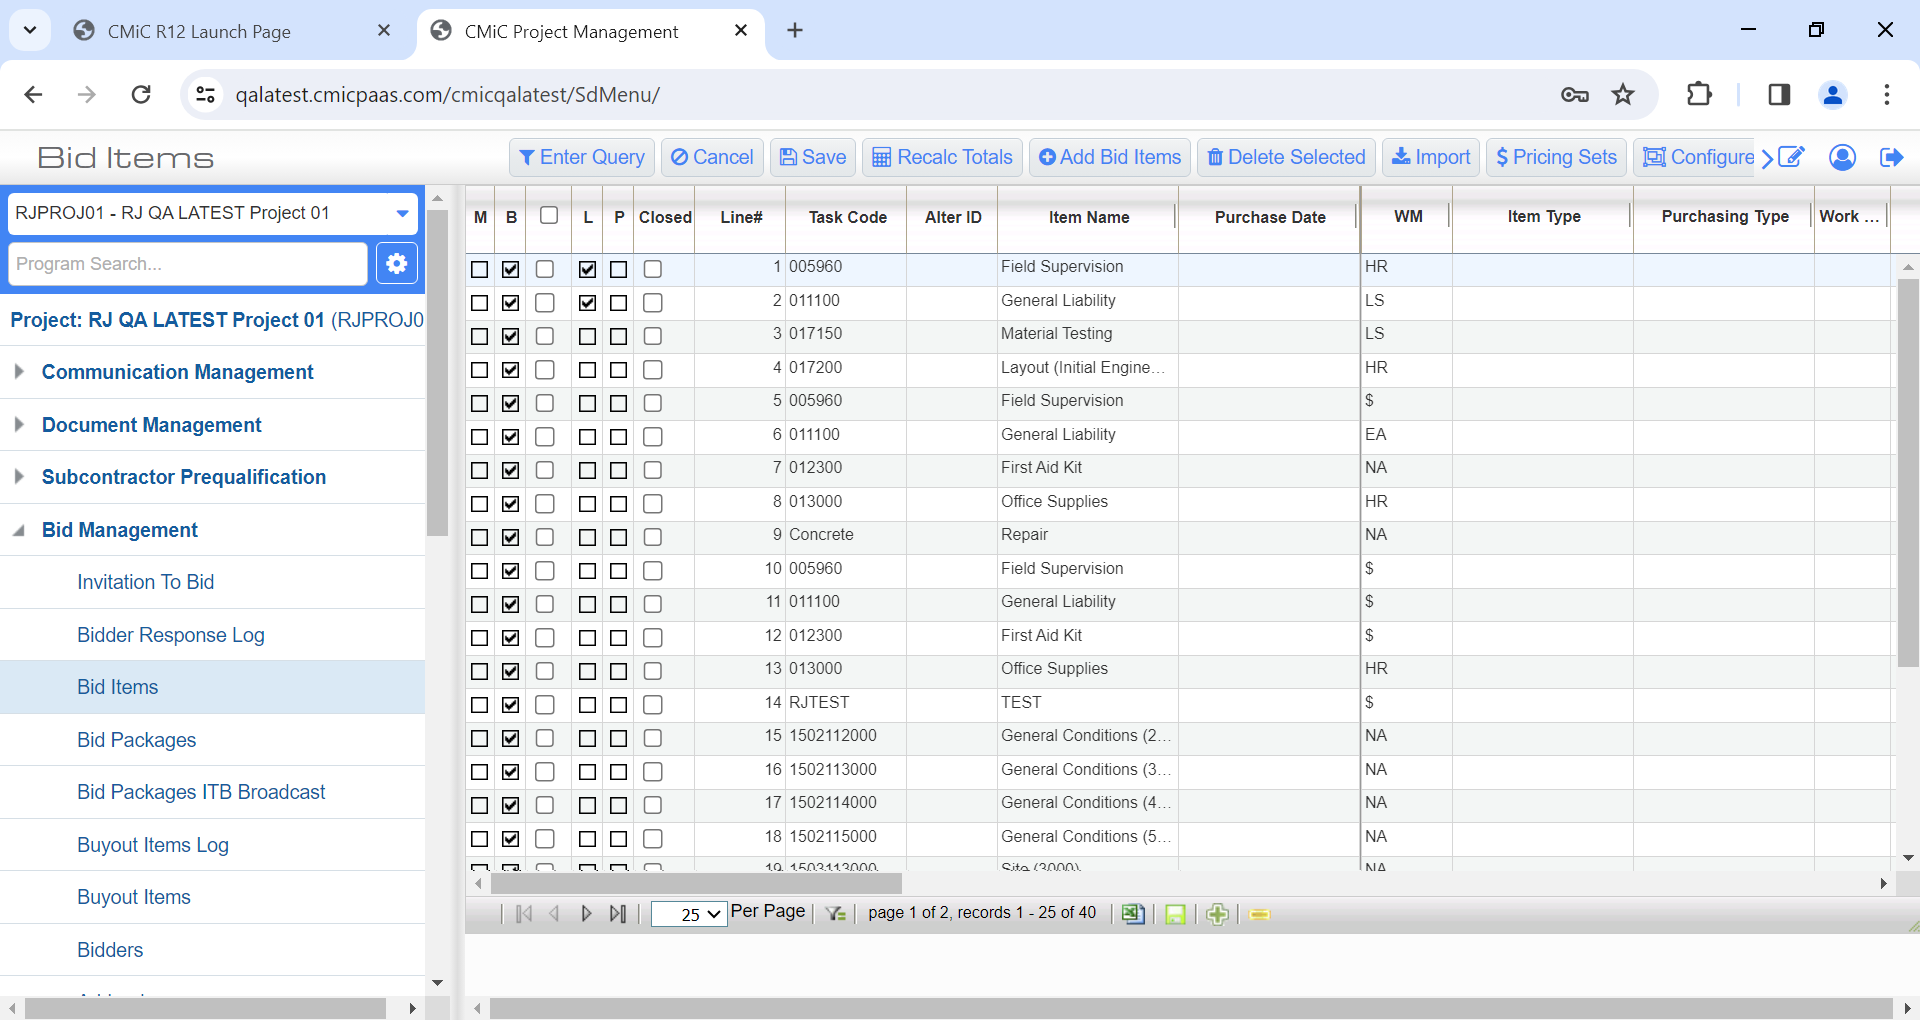 CMiC R12 Launch Page
CMiC Project Management
qalatest.cmicpaas.com/cmicqalatest/SdMenu/
Bid Items
Enter Query
Cancel
Save
Recalc Totals
Add Bid Items
Delete Selected
Import
$ Pricing Sets
Configure
RJPROJ01 - RJ QA LATEST Project 01
Program Search...
Project: RJ QA LATEST Project 01 (RJPROJ0
Communication Management
Document Management
Subcontractor Prequalification
Bid Management
Invitation To Bid
Bidder Response Log
Bid Items
Bid Packages
Bid Packages ITB Broadcast
Buyout Items Log
Buyout Items
Bidders
M B L P Closed Line# Task Code Alter ID Item Name Purchase Date WM Item Type Purchasing Type Work ...
1 005960 Field Supervision HR
2 011100 General Liability LS
3 017150 Material Testing LS
4 017200 Layout (Initial Engine... HR
5 005960 Field Supervision $
6 011100 General Liability EA
7 012300 First Aid Kit NA
8 013000 Office Supplies HR
9 Concrete Repair NA
10 005960 Field Supervision $
11 011100 General Liability $
12 012300 First Aid Kit $
13 013000 Office Supplies HR
14 RJTEST TEST $
15 1502112000 General Conditions (2... NA
16 1502113000 General Conditions (3... NA
17 1502114000 General Conditions (4... NA
18 1502115000 General Conditions (5... NA
19 1503113000 Site (3000) NA
25 Per Page page 1 of 2, records 1 - 25 of 40